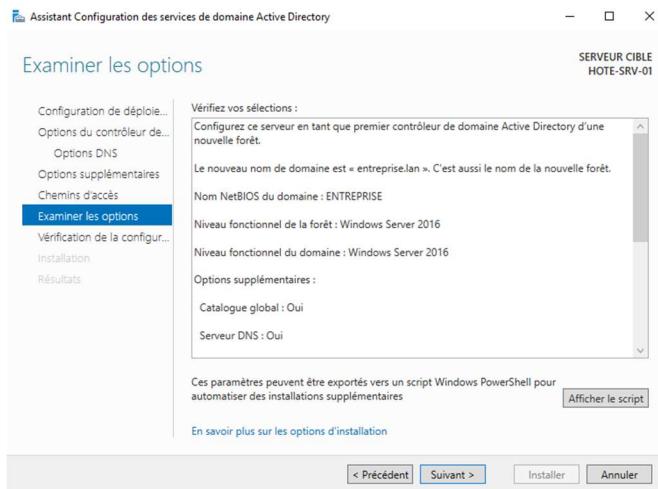 Assistant Configuration des services de domaine Active Directory
Examiner les options
SERVEUR CIBLE
HOTE-SRV-01
Configuration de déploie...
Options du contrôleur de...
Options DNS
Options supplémentaires
Chemins d'accès
Examiner les options
Vérification de la configur...
Installation
Résultats
Vérifiez vos sélections :
Configurez ce serveur en tant que premier contrôleur de domaine Active Directory d'une
nouvelle forêt.
Le nouveau nom de domaine est « entreprise.lan ». C'est aussi le nom de la nouvelle forêt.
Nom NetBIOS du domaine : ENTREPRISE
Niveau fonctionnel de la forêt : Windows Server 2016
Niveau fonctionnel du domaine : Windows Server 2016
Options supplémentaires :
Catalogue global : Oui
Serveur DNS : Oui
Ces paramètres peuvent être exportés vers un script Windows PowerShell pour
automatiser des installations supplémentaires
Afficher le script
En savoir plus sur les options d'installation
< Précédent
Suivant >
Installer
Annuler